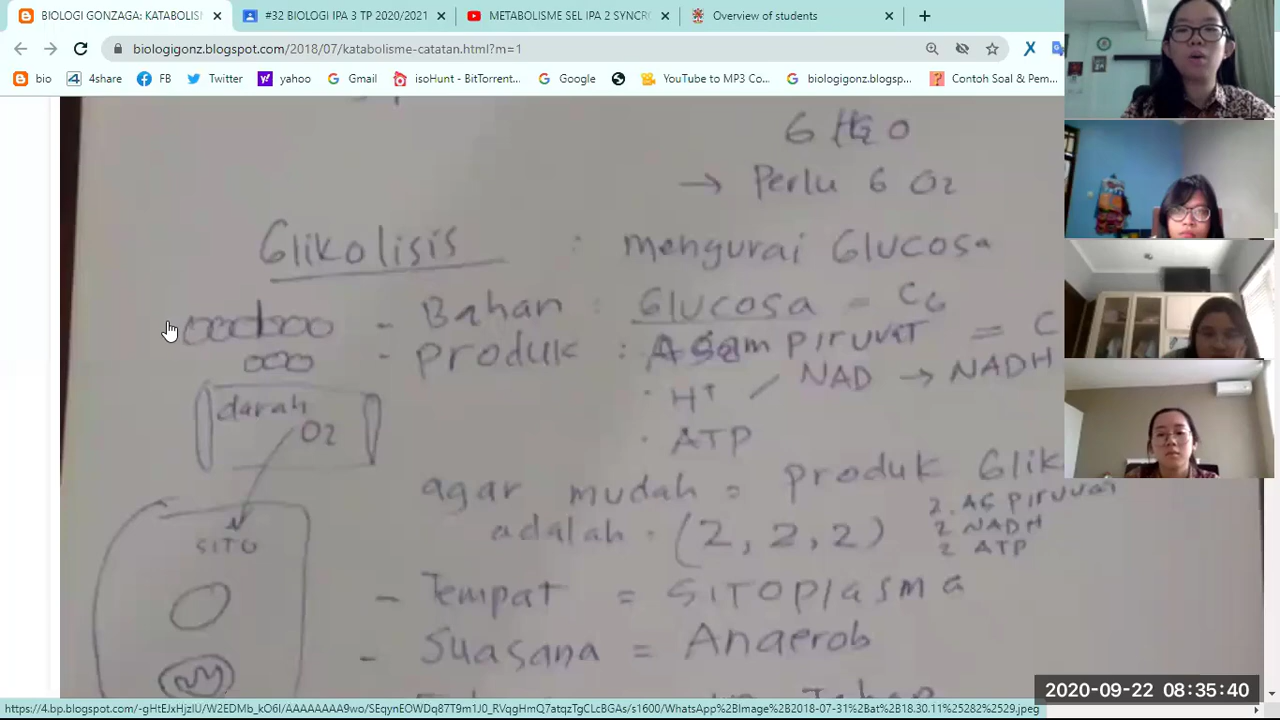 BIOLOGI GONZAGA: KATABOLISM
#32 BIOLOGI IPA 3 TP 2020/2021
METABOLISME SEL IPA 2 SYNCRO
Overview of students
biologigonz.blogspot.com/2018/07/katabolisme-catatan.html?m=1
bio
4share
FB
Twitter
yahoo
Gmail
isoHunt - BitTorrent...
Google
YouTube to MP3 Co...
biologigonz.blogsp...
Contoh Soal & Pem...
6 H2O
→ Perlu 6 O2
Glikolisis : mengurai Glucosa
- Bahan : Glucosa = C6
- Produk : Asam PIRUVAT = C
· H+ / NAD → NADH
· ATP
darah
O2
SITO
agar mudah = Produk Glik
adalah · (2, 2, 2)
2. AS PIRUVAT
2 NADH
2 ATP
- Tempat = SITOPlasma
- Suasana = Anaerob
2020-09-22 08:35:40